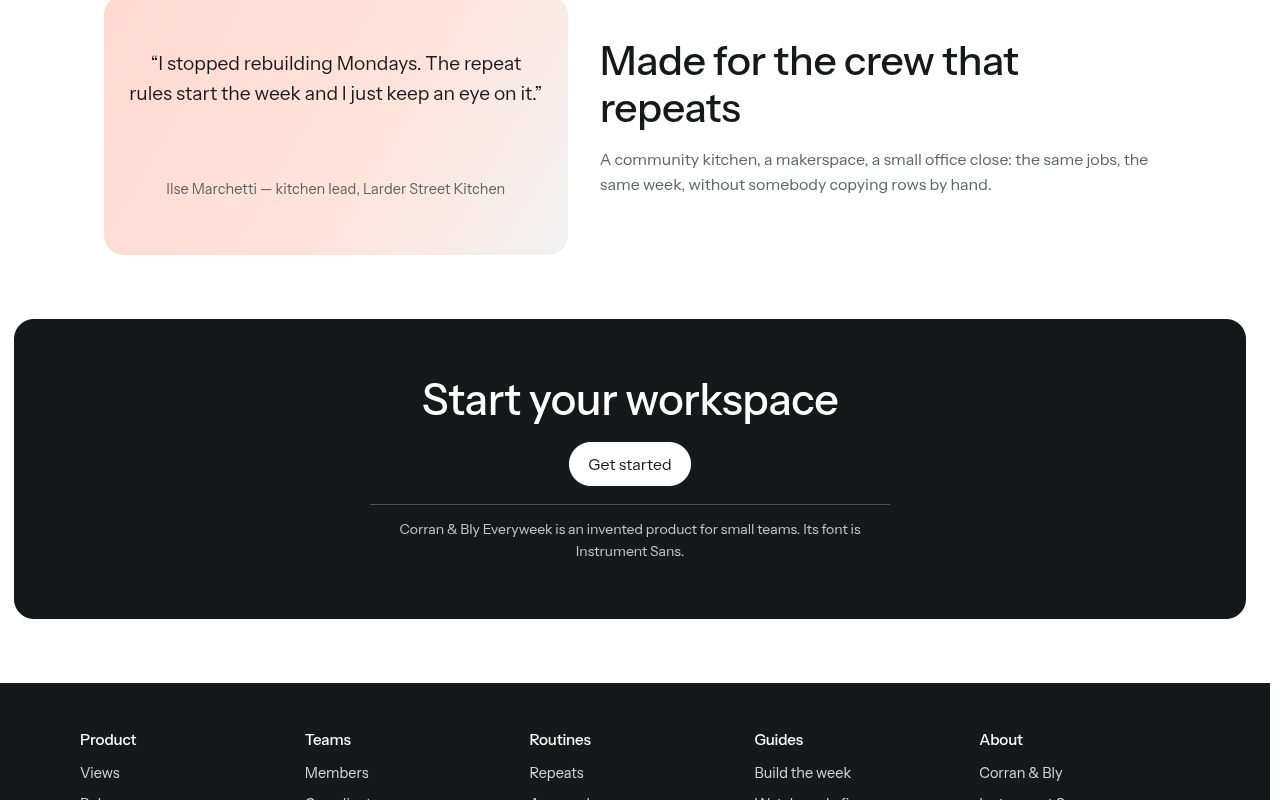 “I stopped rebuilding Mondays. The repeat
rules start the week and I just keep an eye on it.”
Ilse Marchetti — kitchen lead, Larder Street Kitchen
Made for the crew that
repeats
A community kitchen, a makerspace, a small office close: the same jobs, the
same week, without somebody copying rows by hand.
Start your workspace
Get started
Corran & Bly Everyweek is an invented product for small teams. Its font is
Instrument Sans.
Product
Teams
Routines
Guides
About
Views
Members
Repeats
Build the week
Corran & Bly